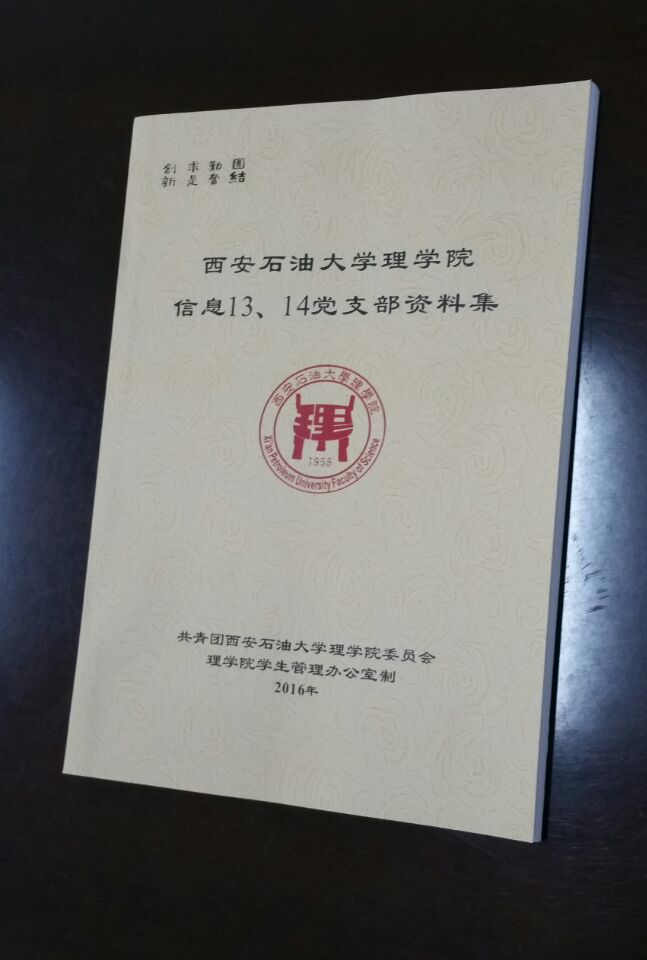 創求勤團
新是奮結
西安石油大学理学院
信息13、14党支部资料集
西安石油大學理學院
理
1958
Xi'an Petroleum University Faculty of Science
共青团西安石油大学理学院委员会
理学院学生管理办公室制
2016年